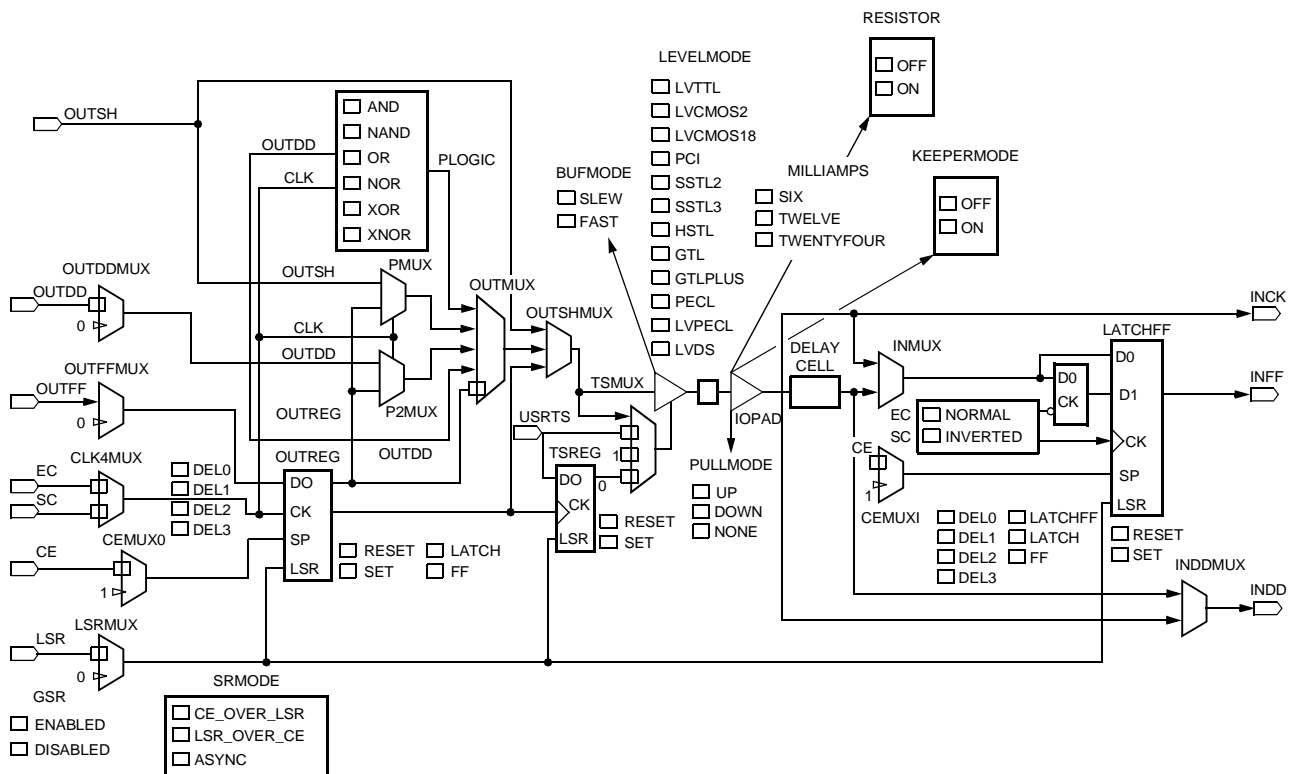 RESISTOR
OFF
ON
LEVELMODE
LVTTL
LVCMOS2
LVCMOS18
PCI
SSTL2
SSTL3
HSTL
GTL
GTLPLUS
PECL
LVPECL
LVDS
OUTSH
AND
NAND
OR
NOR
XOR
XNOR
OUTDD
CLK
PLOGIC
BUFMODE
SLEW
FAST
MILLIAMPS
SIX
TWELVE
TWENTYFOUR
KEEPERMODE
OFF
ON
OUTDDMUX
OUTDD
0
OUTSH
PMUX
OUTMUX
OUTSHMUX
CLK
OUTDD
P2MUX
OUTREG
OUTDD
OUTFFMUX
OUTFF
0
TSMUX
IOPAD
DELAY
CELL
INMUX
INCK
LATCHFF
D0
D1
CK
SP
LSR
D0
CK
INFF
EC
SC
NORMAL
INVERTED
CE
1
CEMUXI
USRTS
1
0
TSREG
DO
CK
LSR
RESET
SET
PULLMODE
UP
DOWN
NONE
CLK4MUX
EC
SC
DEL0
DEL1
DEL2
DEL3
OUTREG
DO
CK
SP
LSR
RESET
SET
LATCH
FF
CEMUX0
CE
1
DEL0
DEL1
DEL2
DEL3
LATCHFF
LATCH
FF
RESET
SET
INDDMUX
INDD
LSRMUX
LSR
0
GSR
ENABLED
DISABLED
SRMODE
CE_OVER_LSR
LSR_OVER_CE
ASYNC